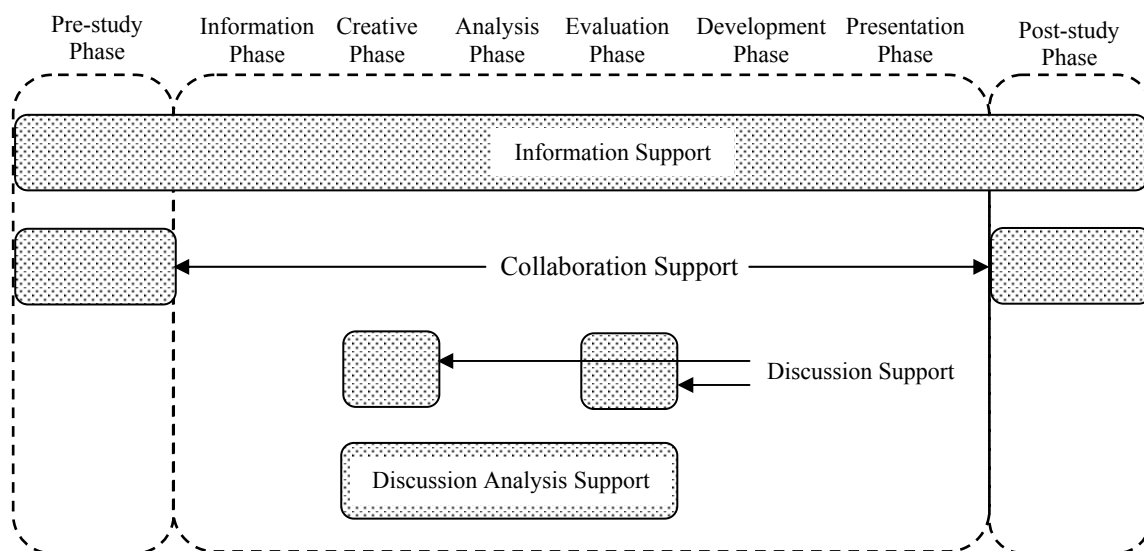 Pre-study
Phase
Information
Phase
Creative
Phase
Analysis
Phase
Evaluation
Phase
Development
Phase
Presentation
Phase
Post-study
Phase
Information Support
Collaboration Support
Discussion Support
Discussion Analysis Support